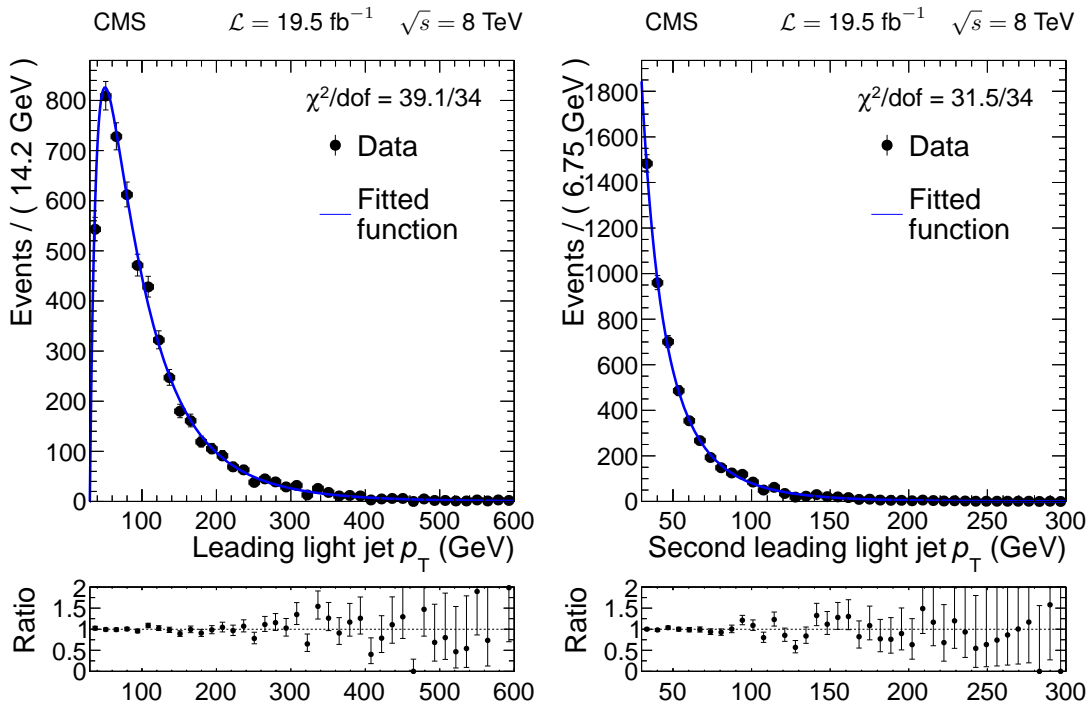 CMS L = 19.5 fb⁻¹ √s = 8 TeV
Events / ( 14.2 GeV )
800
700
600
500
400
300
200
100
0
χ²/dof = 39.1/34
Data
Fitted
function
100 200 300 400 500 600
Leading light jet p_T (GeV)
Ratio
2
1.5
1
0.5
0
100 200 300 400 500 600
CMS L = 19.5 fb⁻¹ √s = 8 TeV
Events / ( 6.75 GeV )
1800
1600
1400
1200
1000
800
600
400
200
0
χ²/dof = 31.5/34
Data
Fitted
function
50 100 150 200 250 300
Second leading light jet p_T (GeV)
Ratio
2
1.5
1
0.5
0
50 100 150 200 250 300